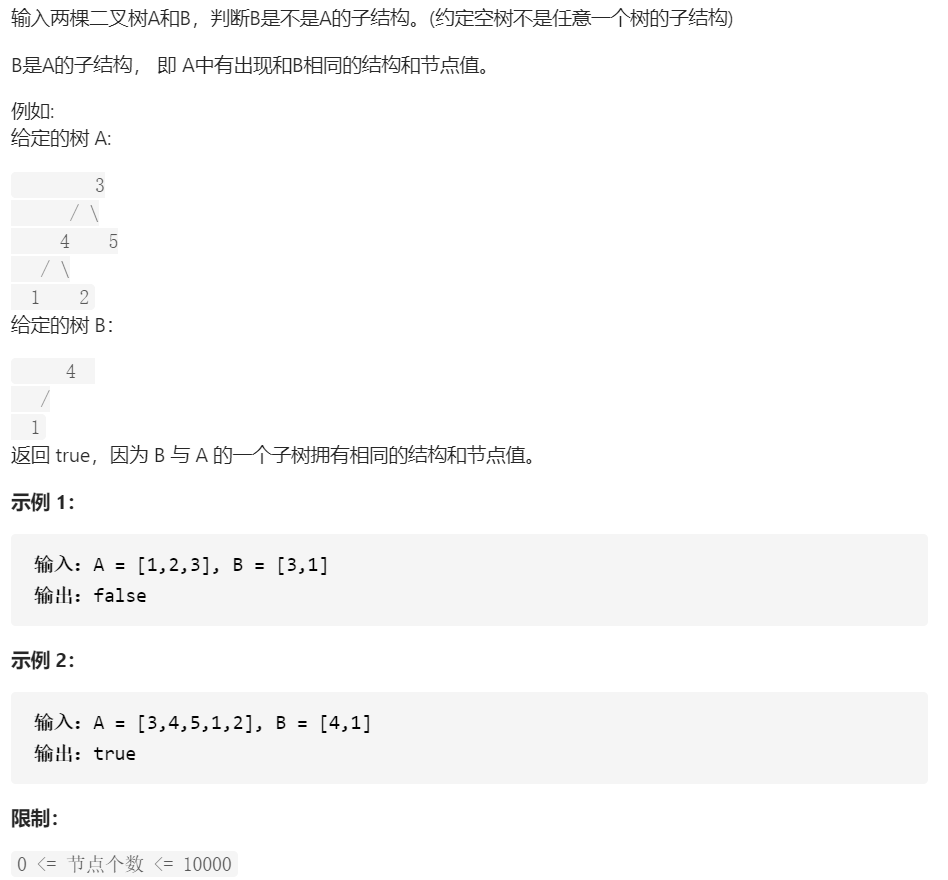 输入两棵二叉树A和B，判断B是不是A的子结构。(约定空树不是任意一个树的子结构)
B是A的子结构， 即 A中有出现和B相同的结构和节点值。
例如:
给定的树 A:
3
/ \
4    5
/ \
1    2
给定的树 B：
4
/
1
返回 true，因为 B 与 A 的一个子树拥有相同的结构和节点值。
示例 1：
输入：A = [1,2,3], B = [3,1]
输出：false
示例 2：
输入：A = [3,4,5,1,2], B = [4,1]
输出：true
限制：
0 <= 节点个数 <= 10000